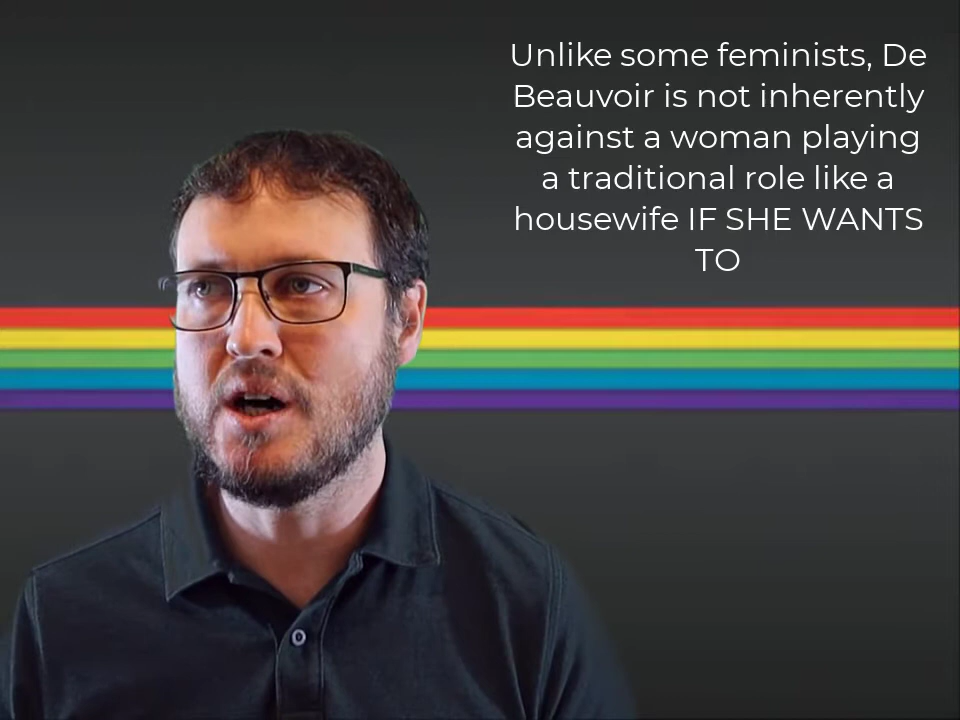 Unlike some feminists, De
Beauvoir is not inherently
against a woman playing
a traditional role like a
housewife IF SHE WANTS
TO